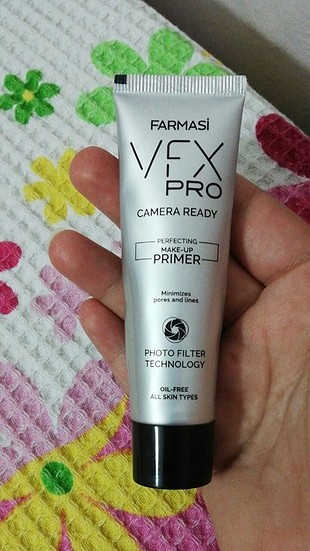 FARMASİ
VFX
PRO
CAMERA READY
PERFECTING
MAKE-UP
PRIMER
Minimizes
pores and lines
PHOTO FILTER
TECHNOLOGY
OIL-FREE
ALL SKIN TYPES